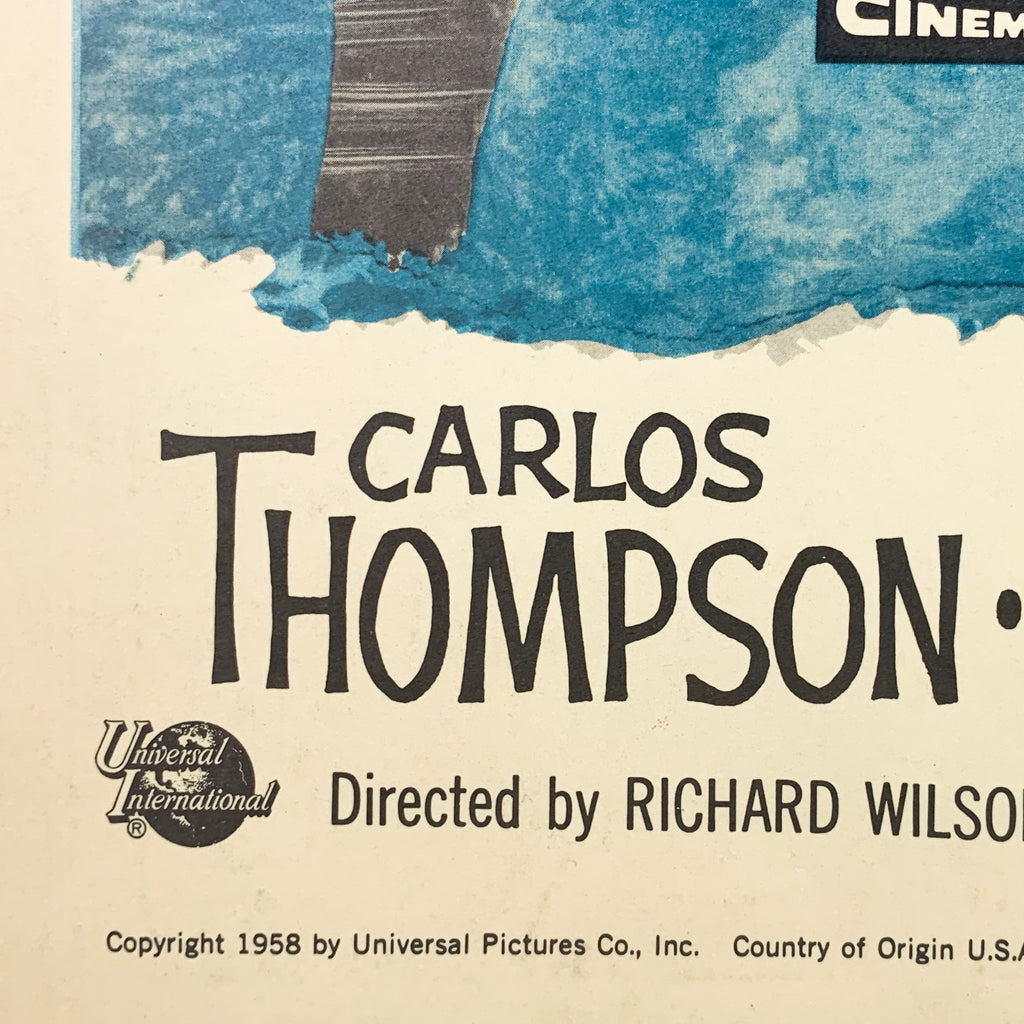 CINEM
CARLOS
THOMPSON •
Universal
International
®
Directed by RICHARD WILSO
Copyright 1958 by Universal Pictures Co., Inc. Country of Origin U.S.A